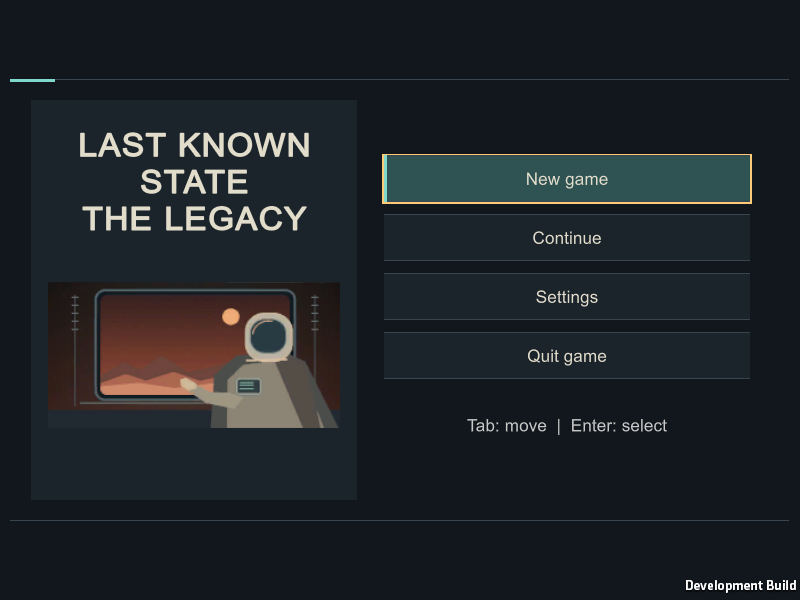 LAST KNOWN
STATE
THE LEGACY
New game
Continue
Settings
Quit game
Tab: move | Enter: select
Development Build